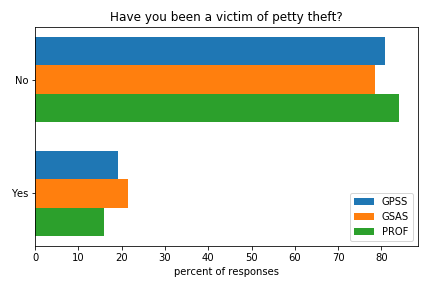 Have you been a victim of petty theft?
No
Yes
0 10 20 30 40 50 60 70 80
percent of responses
GPSS
GSAS
PROF